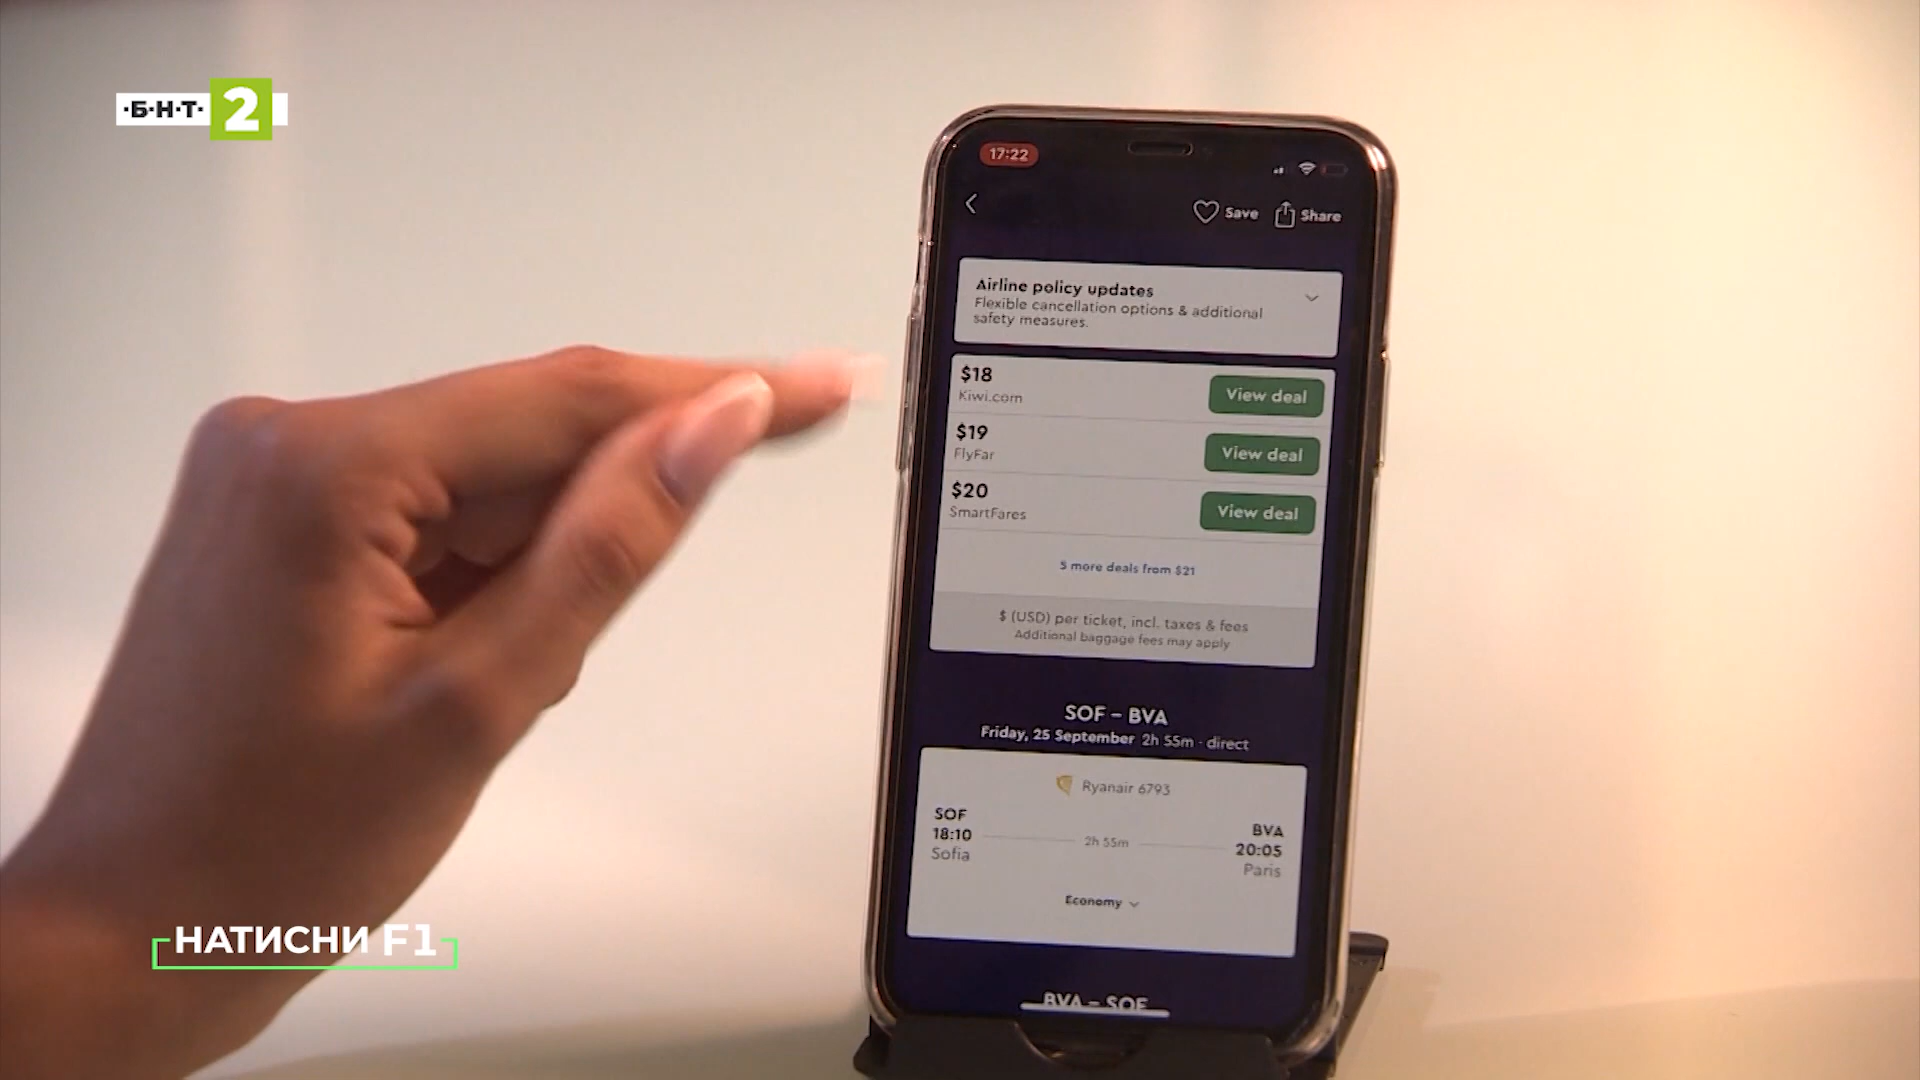 ·Б·Н·Т· 2
17:22
Save Share
Airline policy updates
Flexible cancellation options & additional
safety measures.
$18
Kiwi.com
View deal
$19
FlyFar
View deal
$20
SmartFares
View deal
5 more deals from $21
$ (USD) per ticket, incl. taxes & fees
Additional baggage fees may apply
SOF – BVA
Friday, 25 September 2h 55m · direct
Ryanair 6793
SOF
18:10
Sofia
2h 55m
BVA
20:05
Paris
Economy
BVA – SOF
НАТИСНИ F1